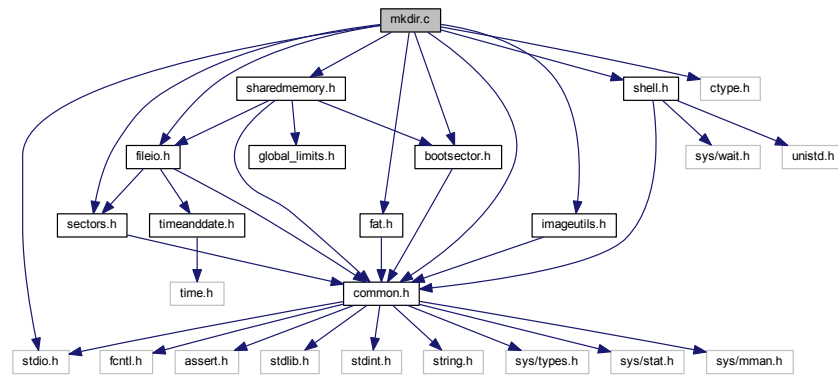 mkdir.c
sharedmemory.h
shell.h
ctype.h
fileio.h
global_limits.h
bootsector.h
sys/wait.h
unistd.h
sectors.h
timeanddate.h
fat.h
imageutils.h
time.h
common.h
stdio.h
fcntl.h
assert.h
stdlib.h
stdint.h
string.h
sys/types.h
sys/stat.h
sys/mman.h